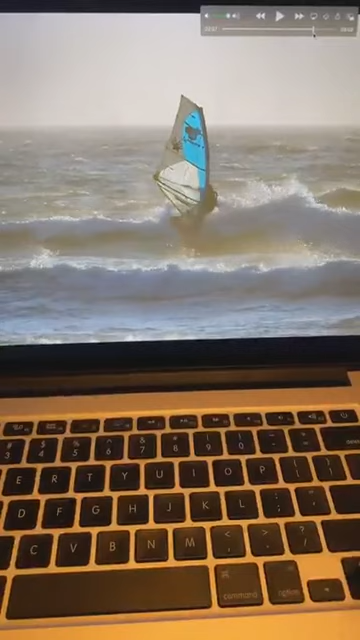 # $ % ^ & * ( ) _ +
3 4 5 6 7 8 9 0 - =
E R T Y U I O P { [ } ]
D F G H J K L : ; " '
C V B N M < , > . ? /
command option